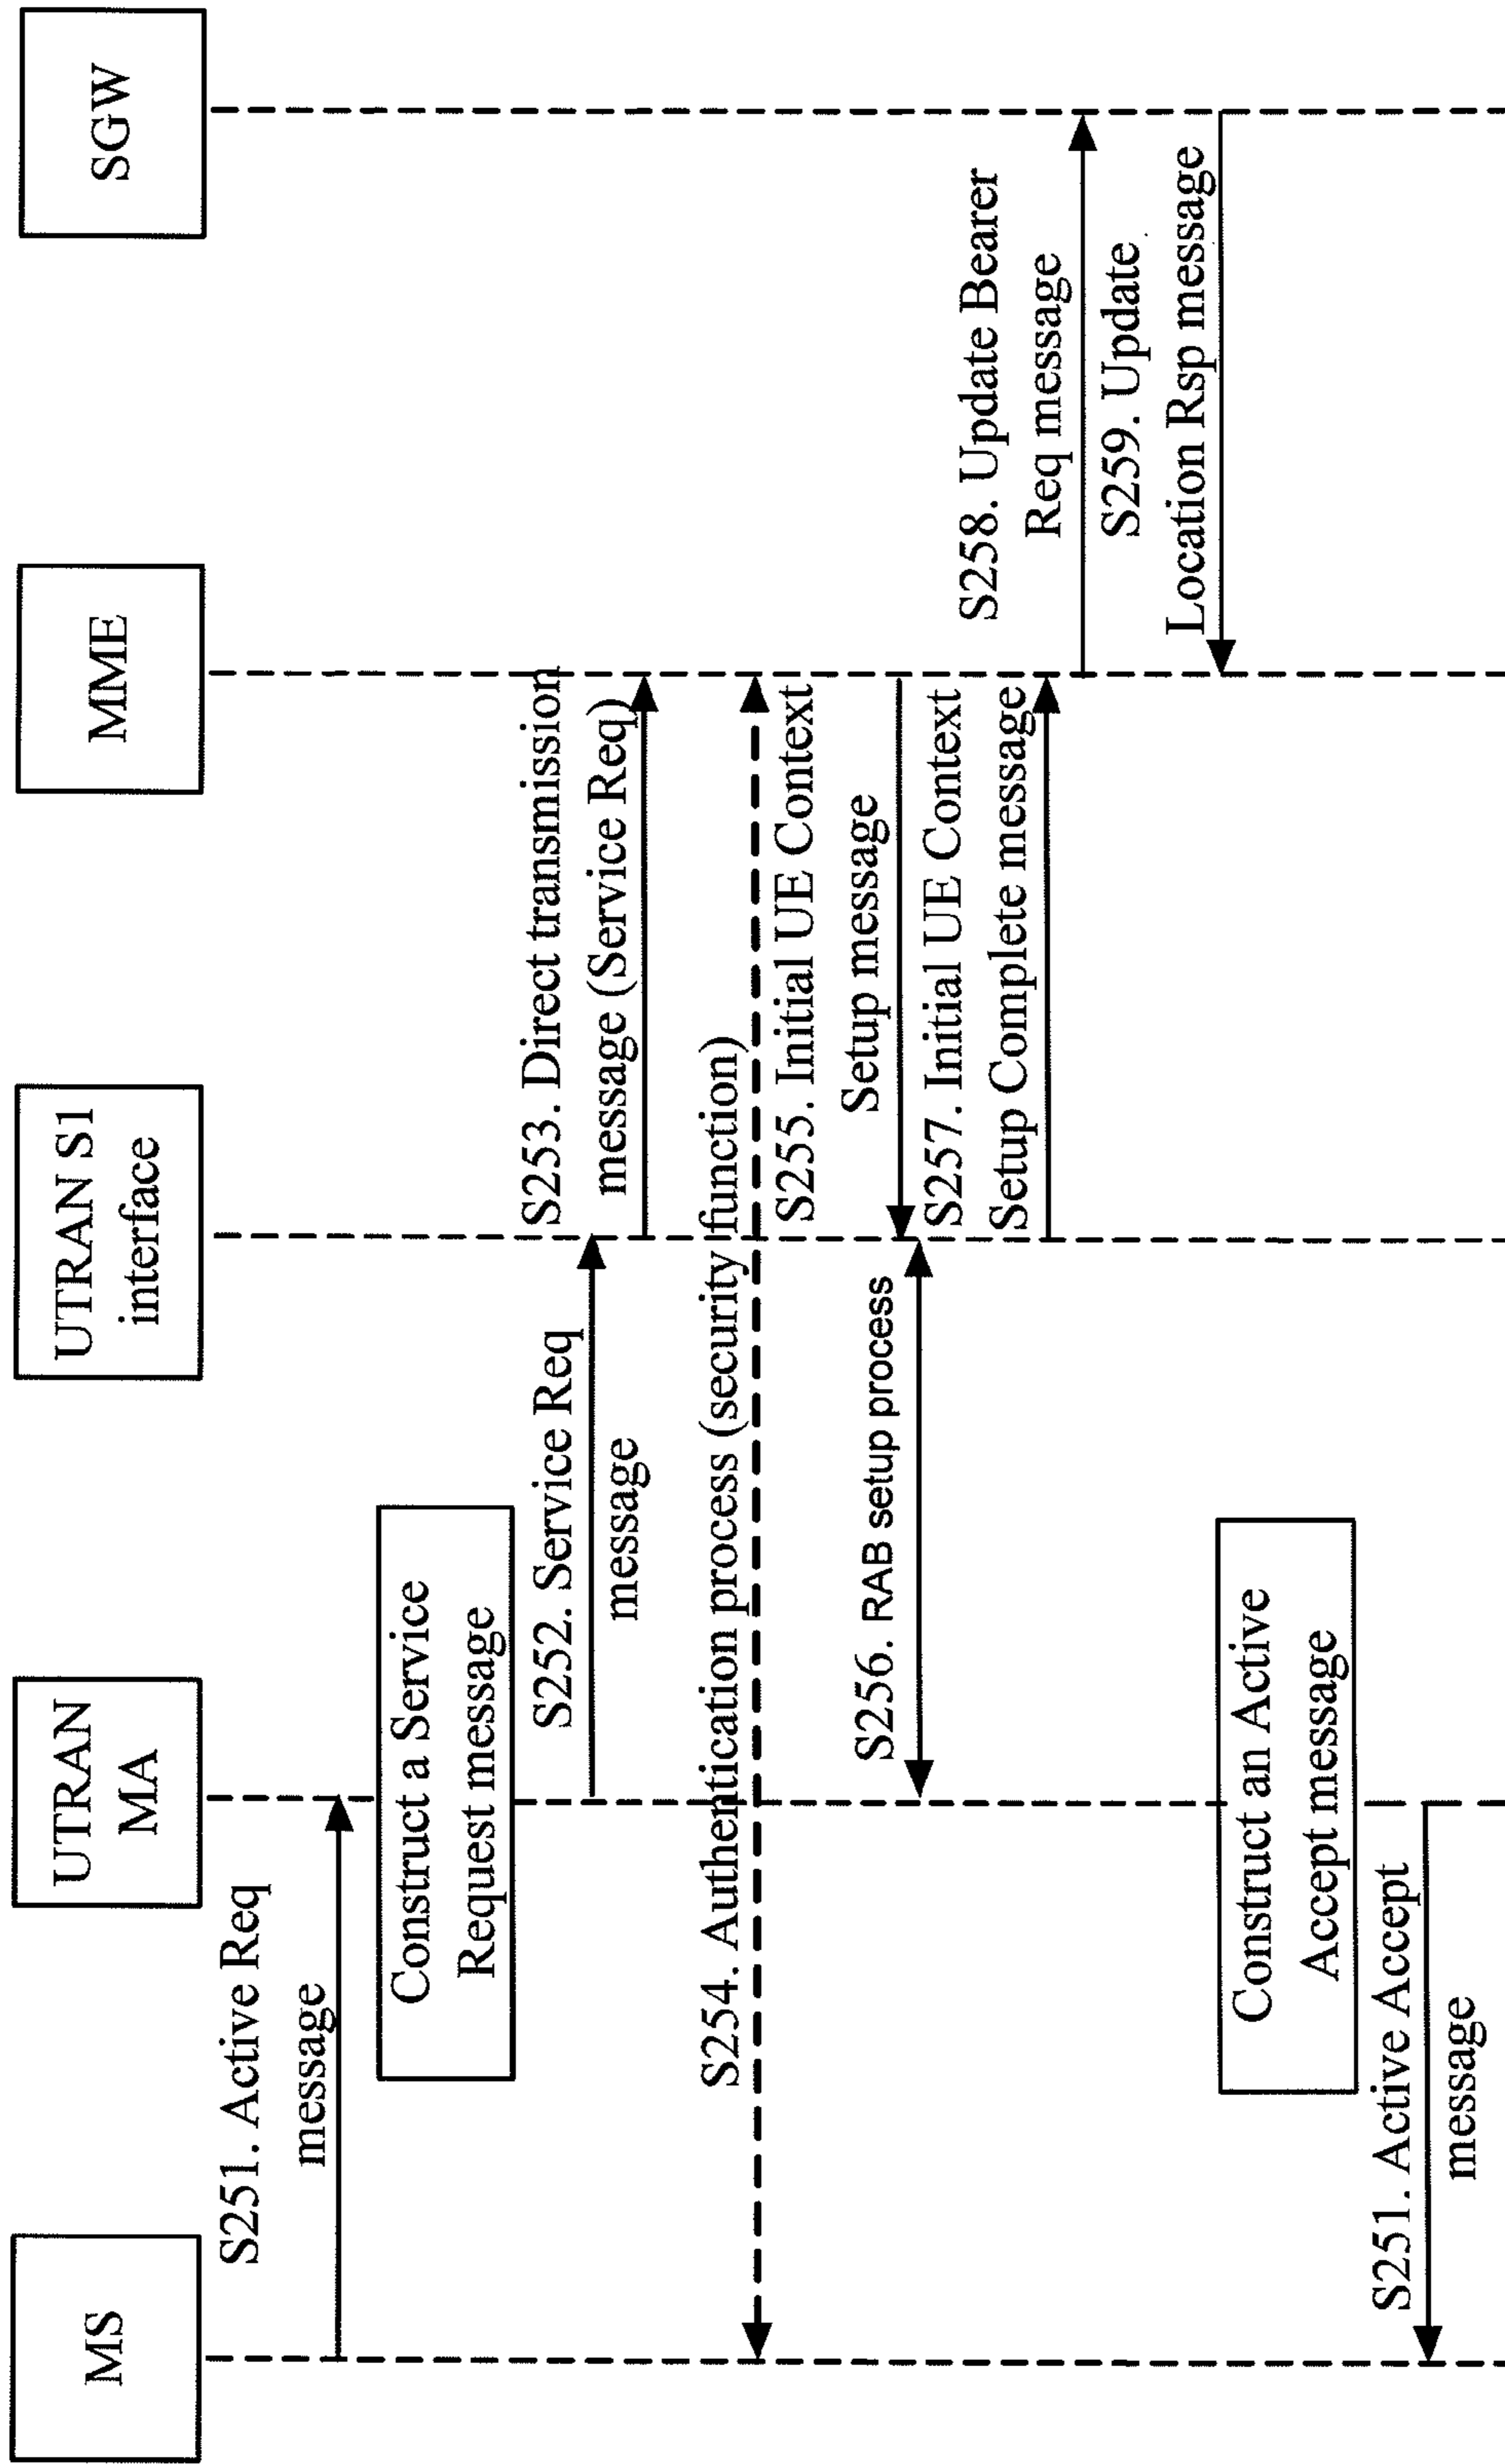 MS
UTRAN
MA
UTRAN S1
interface
MME
SGW
S251. Active Req
message
Construct a Service
Request message
S252. Service Req
message
S253. Direct transmission
message (Service Req)
S254. Authentication process (security function)
S255. Initial UE Context
Setup message
S256. RAB setup process
S257. Initial UE Context
Setup Complete message
S258. Update Bearer
Req message
S259. Update
Location Rsp message
Construct an Active
Accept message
S251. Active Accept
message